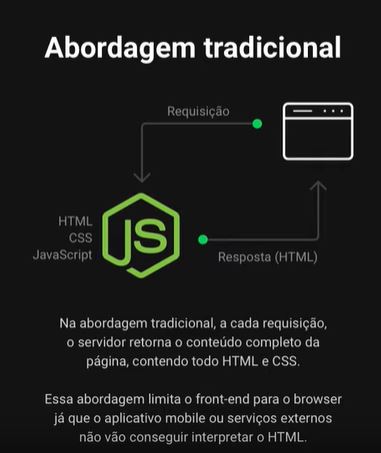 Abordagem tradicional
Requisição
HTML
CSS
JavaScript
JS
Resposta (HTML)
Na abordagem tradicional, a cada requisição,
o servidor retorna o conteúdo completo da
página, contendo todo HTML e CSS.
Essa abordagem limita o front-end para o browser
já que o aplicativo mobile ou serviços externos
não vão conseguir interpretar o HTML.